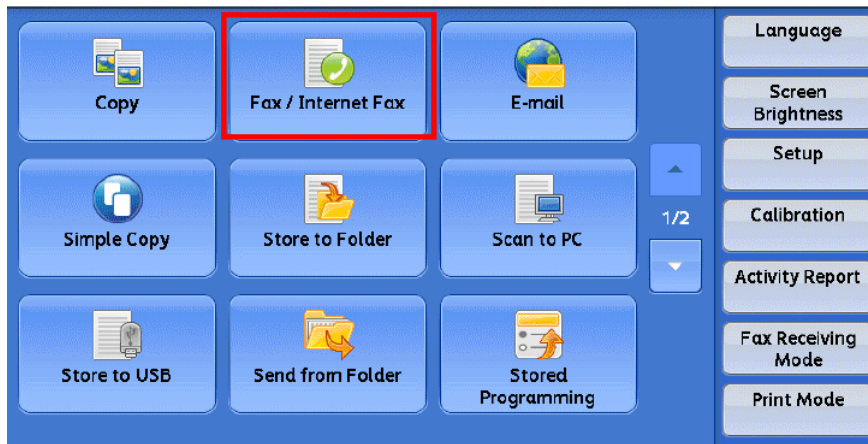 Copy
Fax / Internet Fax
E-mail
Simple Copy
Store to Folder
Scan to PC
Store to USB
Send from Folder
Stored
Programming
1/2
Language
Screen
Brightness
Setup
Calibration
Activity Report
Fax Receiving
Mode
Print Mode